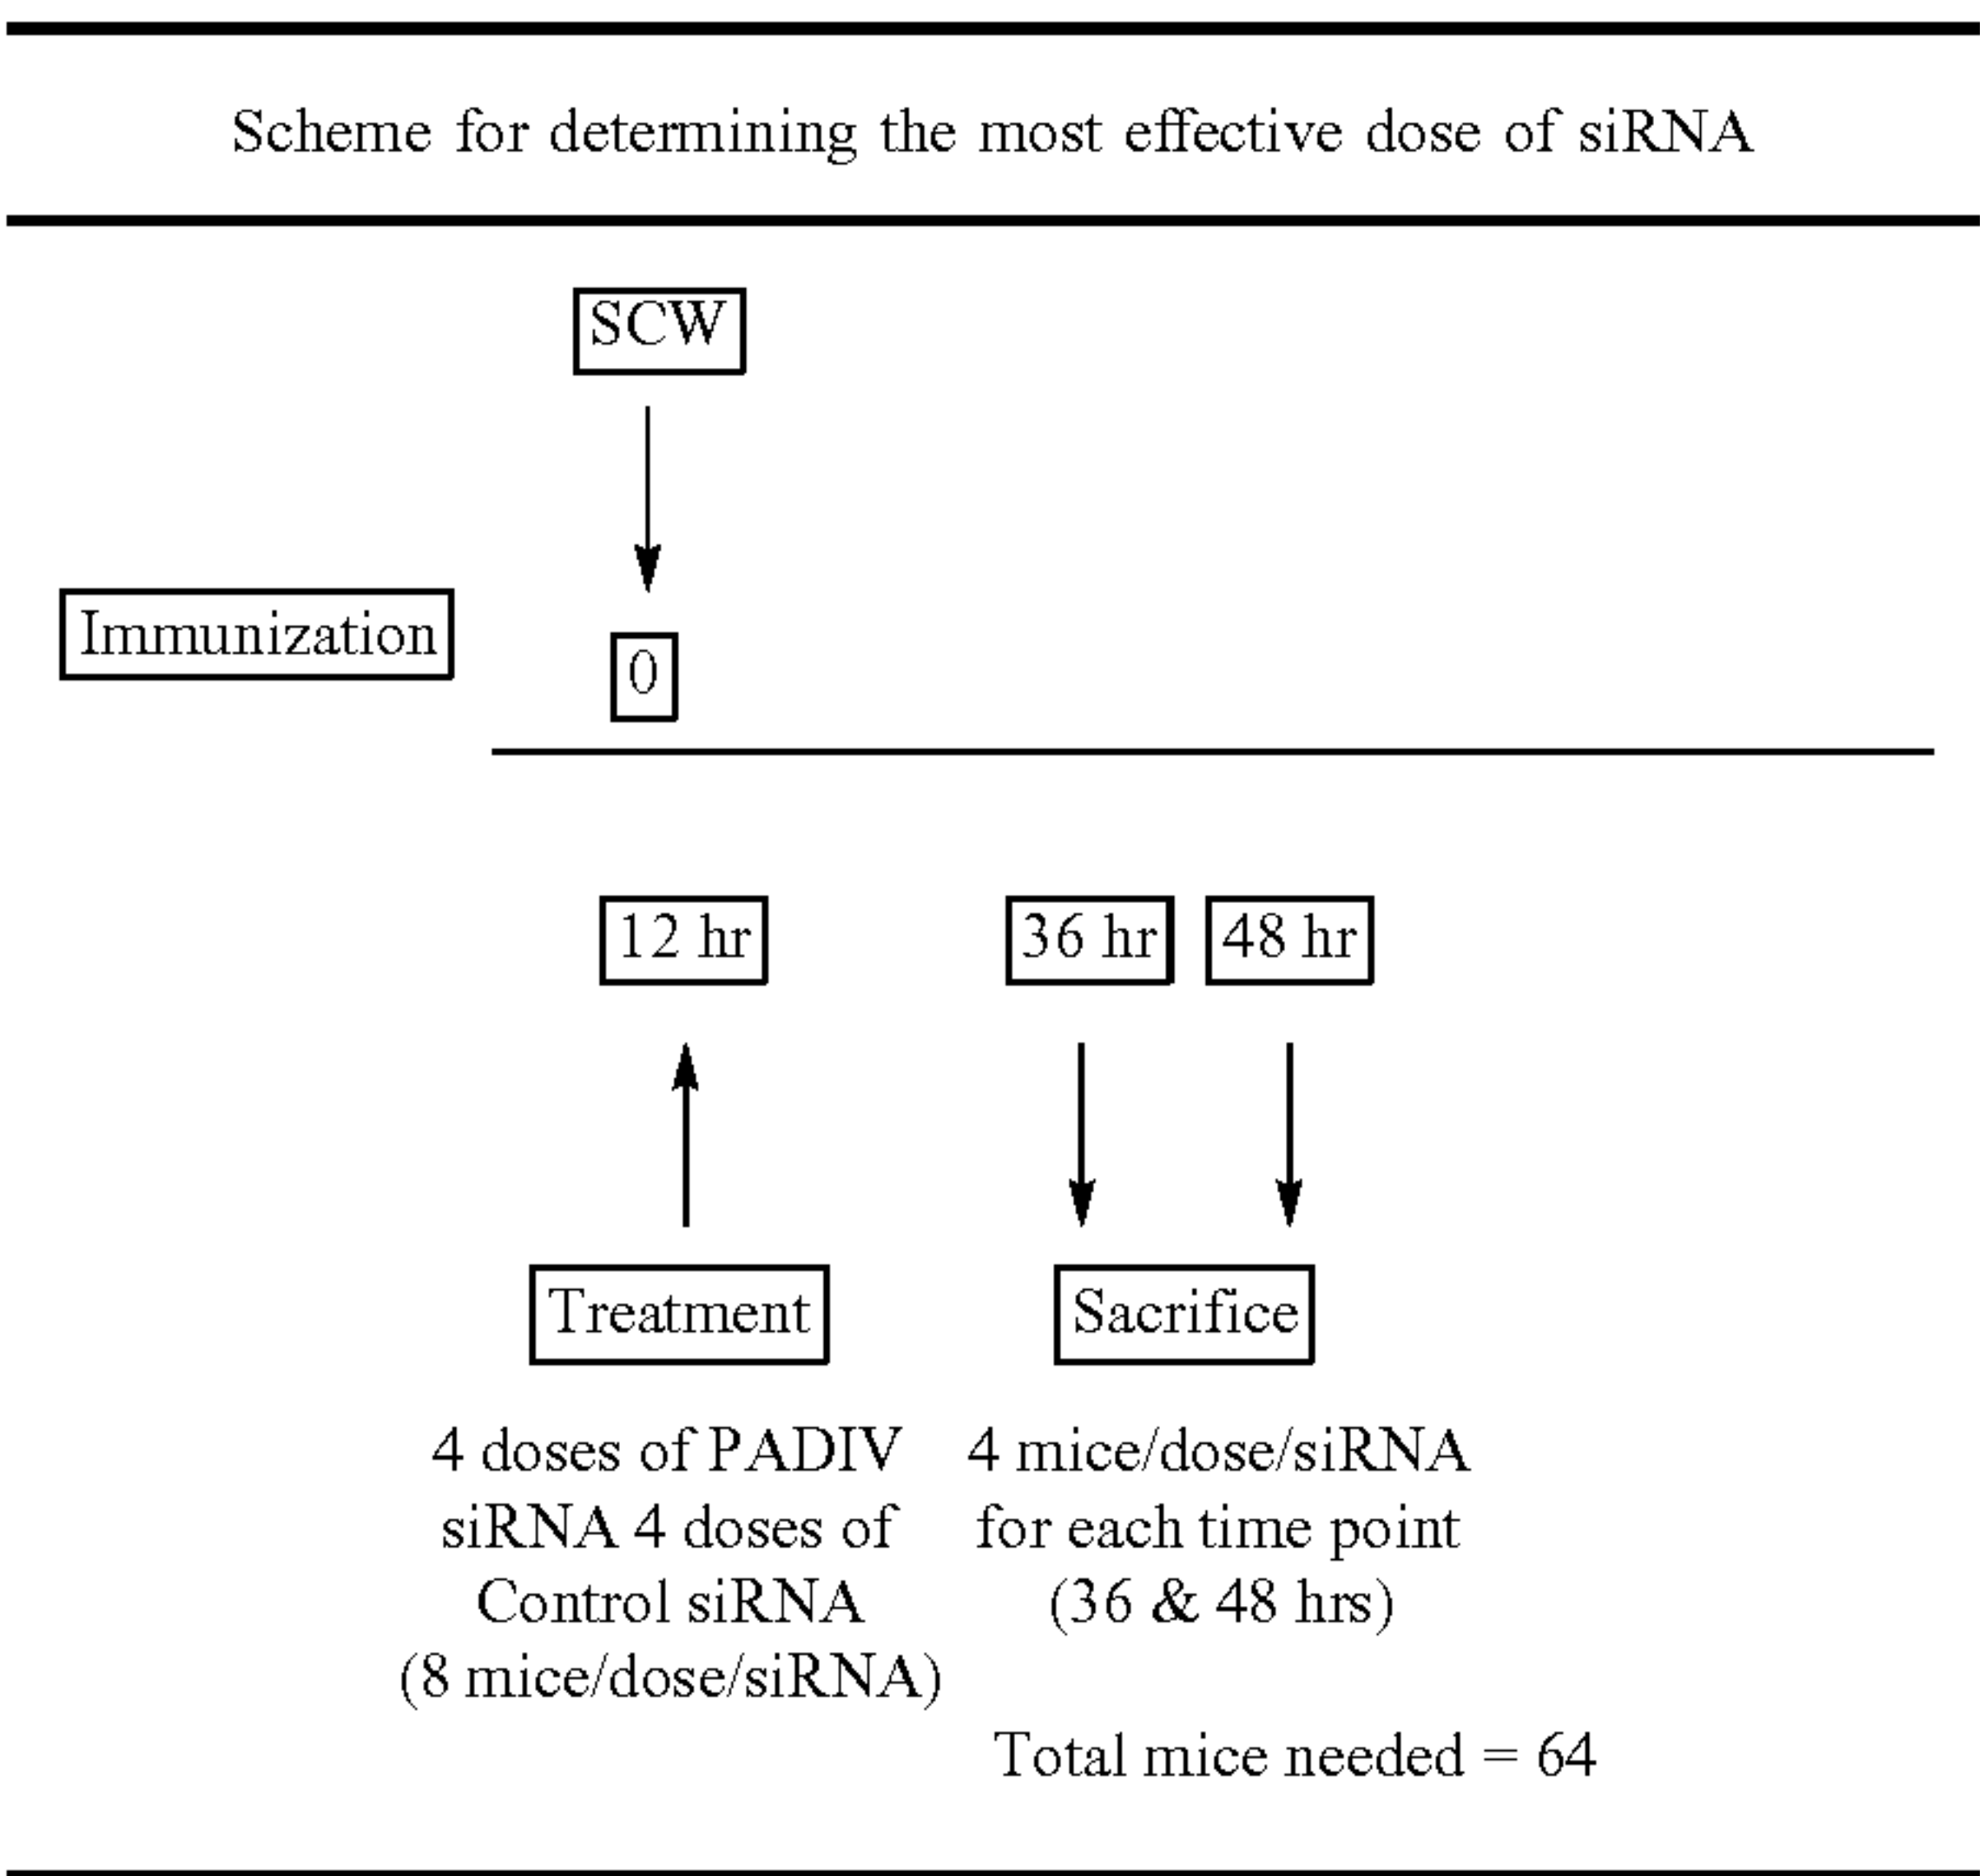 Scheme for determining the most effective dose of siRNA
SCW
Immunization
0
12 hr
36 hr
48 hr
Treatment
Sacrifice
4 doses of PADIV
siRNA 4 doses of
Control siRNA
(8 mice/dose/siRNA)
4 mice/dose/siRNA
for each time point
(36 & 48 hrs)
Total mice needed = 64